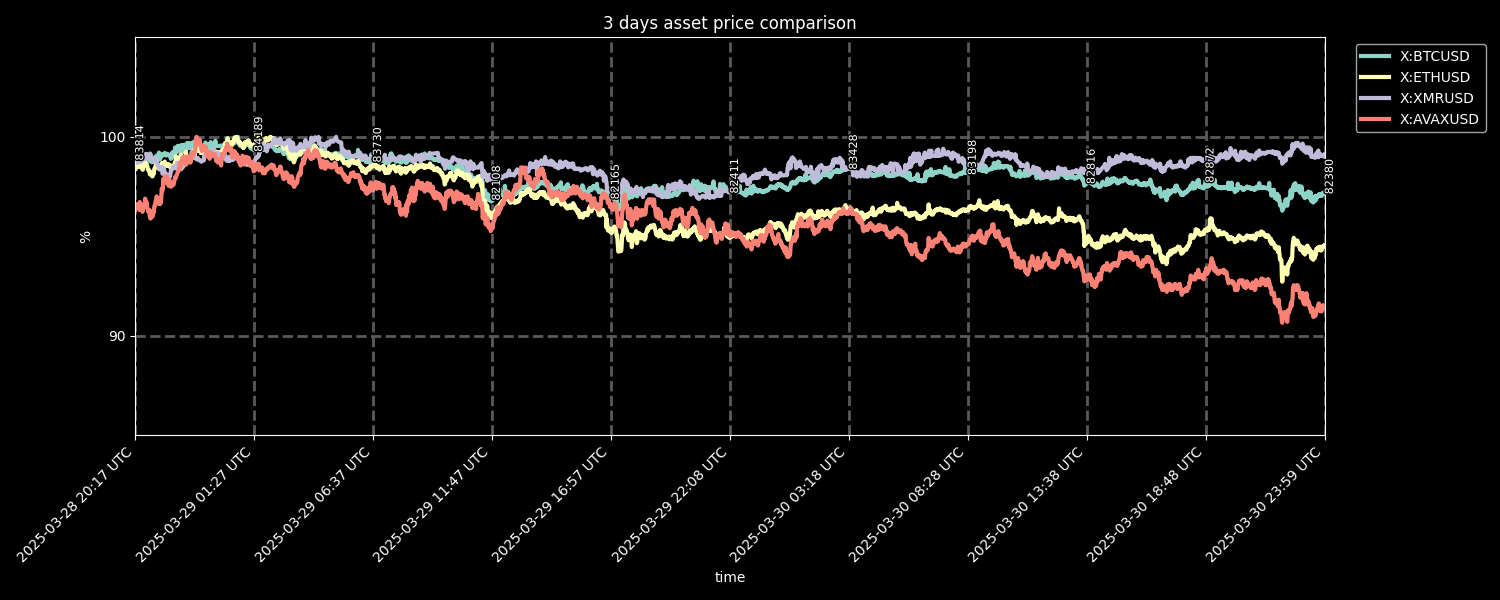 3 days asset price comparison
X:BTCUSD
X:ETHUSD
X:XMRUSD
X:AVAXUSD
100
90
%
83814
84189
83730
82108
82165
82411
83428
83198
82816
82872
82380
2025-03-28 20:17 UTC
2025-03-29 01:27 UTC
2025-03-29 06:37 UTC
2025-03-29 11:47 UTC
2025-03-29 16:57 UTC
2025-03-29 22:08 UTC
2025-03-30 03:18 UTC
2025-03-30 08:28 UTC
2025-03-30 13:38 UTC
2025-03-30 18:48 UTC
2025-03-30 23:59 UTC
time